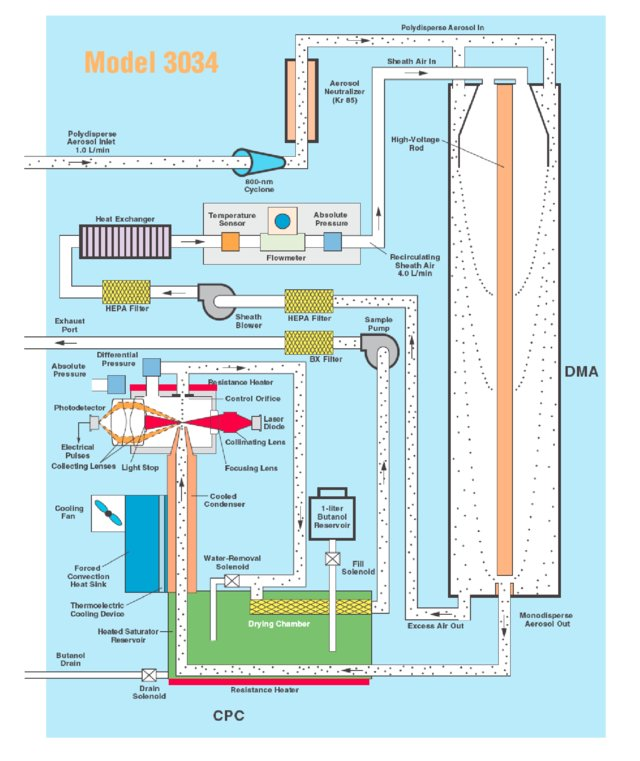 Polydisperse Aerosol In
Model 3034
Sheath Air In
Aerosol
Neutralizer
(Kr 85)
Polydisperse
Aerosol Inlet
1.0 L/min
High-Voltage
Rod
800-nm
Cyclone
Heat Exchanger
Temperature
Sensor
Absolute
Pressure
Flowmeter
Recirculating
Sheath Air
4.0 L/min
HEPA Filter
Sheath
Blower
HEPA Filter
Exhaust
Port
Sample
Pump
BX Filter
Differential
Pressure
Absolute
Pressure
DMA
Resistance Heater
Control Orifice
Photodetector
Laser
Diode
Electrical
Pulses
Collimating Lens
Collecting Lenses
Light Stop
Focusing Lens
Cooled
Condenser
Cooling
Fan
1-liter
Butanol
Reservoir
Water-Removal
Solenoid
Fill
Solenoid
Forced
Convection
Heat Sink
Thermoelectric
Cooling Device
Drying Chamber
Excess Air Out
Monodisperse
Aerosol Out
Heated Saturator
Reservoir
Butanol
Drain
Drain
Solenoid
Resistance Heater
CPC